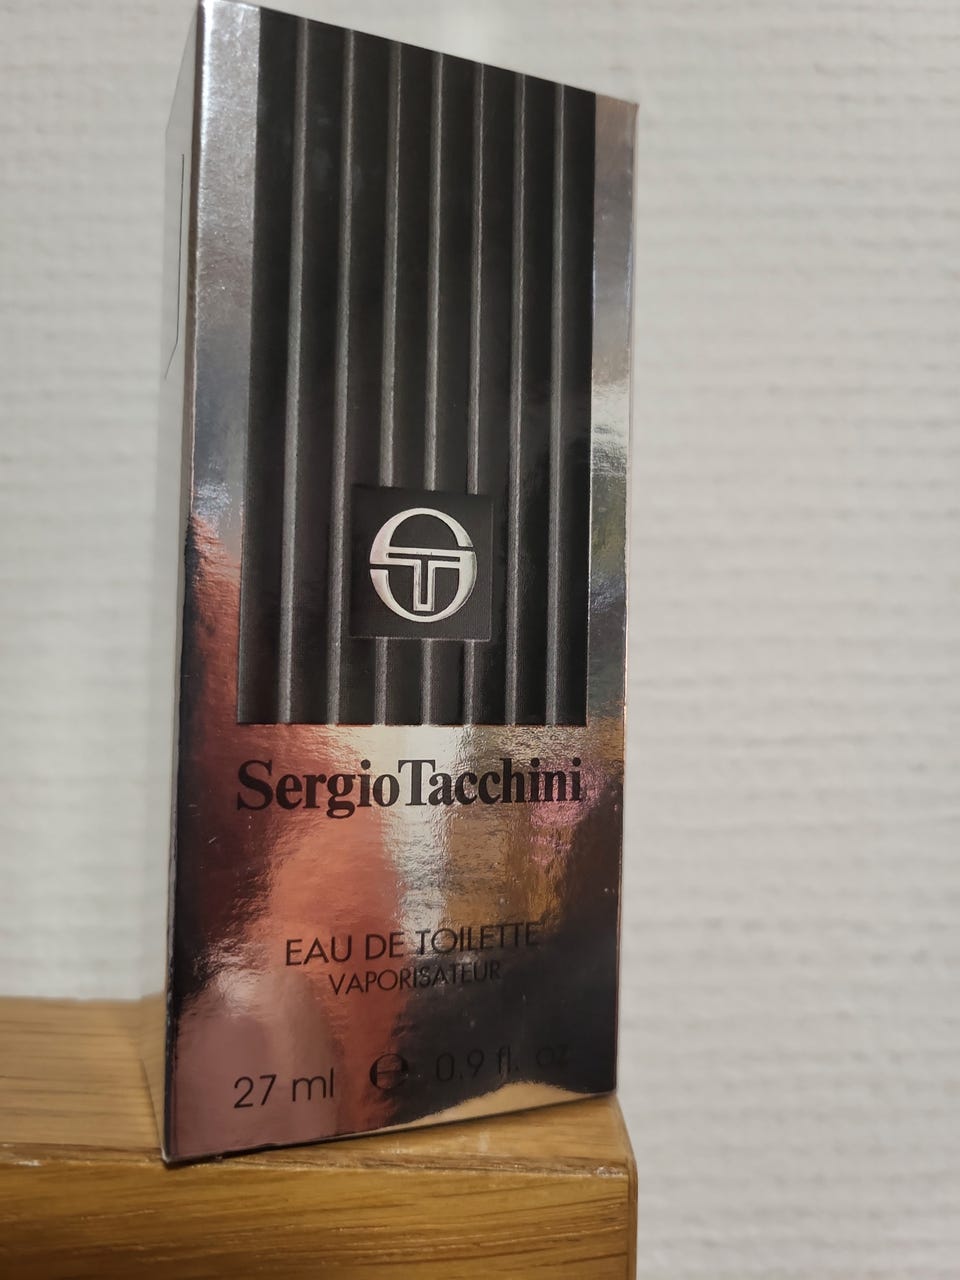 SergioTacchini
EAU DE TOILETTE
VAPORISATEUR
27 ml ℮ 0.9 fl. oz